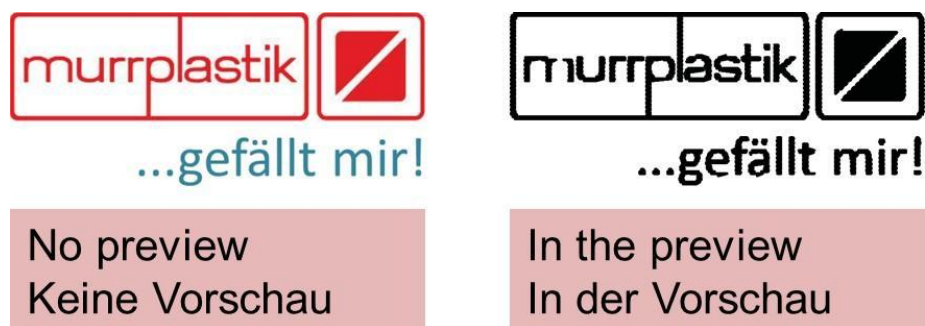 murrplastik
...gefällt mir!
No preview
Keine Vorschau
murrplastik
...gefällt mir!
In the preview
In der Vorschau